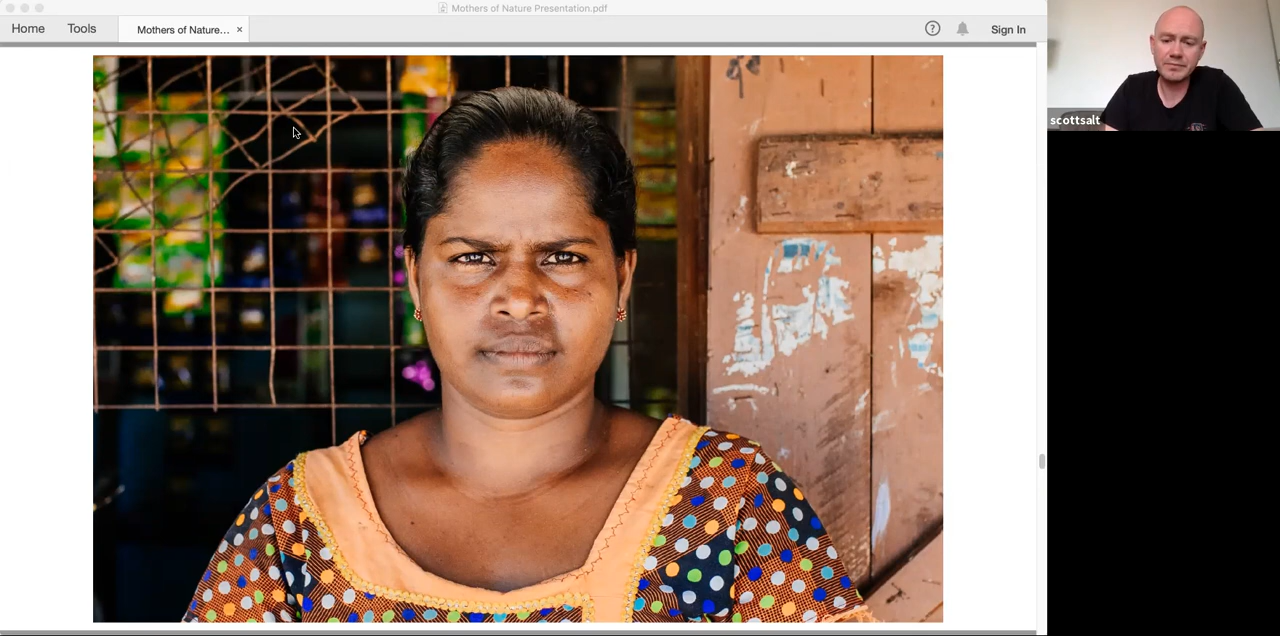 Mothers of Nature Presentation.pdf
Home Tools Mothers of Nature... × ? Sign In
scottsalt